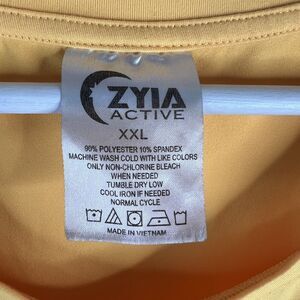 ZYIA
ACTIVE
XXL
90% POLYESTER 10% SPANDEX
MACHINE WASH COLD WITH LIKE COLORS
ONLY NON-CHLORINE BLEACH
WHEN NEEDED
TUMBLE DRY LOW
COOL IRON IF NEEDED
NORMAL CYCLE
MADE IN VIETNAM